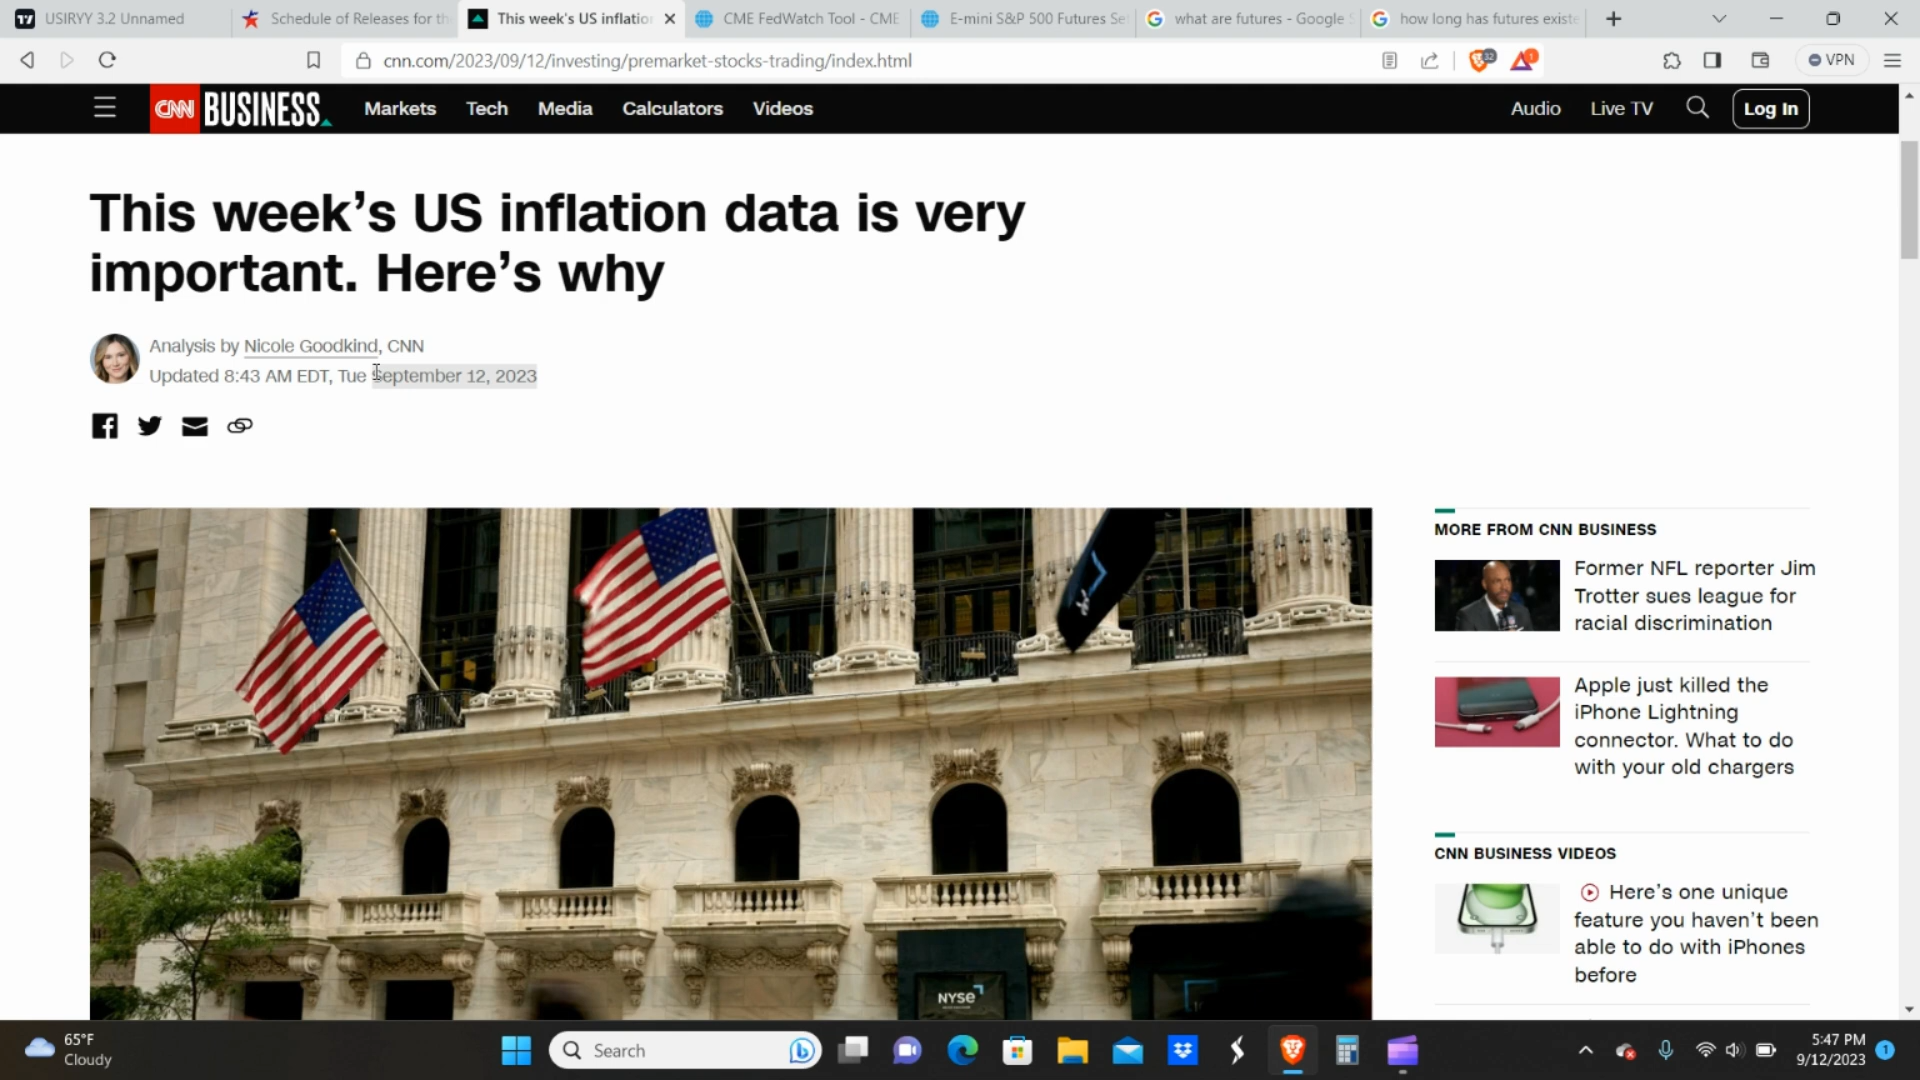 USIRYY 3.2 Unnamed
Schedule of Releases for th
This week's US inflation
CME FedWatch Tool - CME
E-mini S&P 500 Futures Se
what are futures - Google S
how long has futures existe
cnn.com/2023/09/12/investing/premarket-stocks-trading/index.html
32
1
VPN
CNN BUSINESS
Markets
Tech
Media
Calculators
Videos
Audio
Live TV
Log In
This week's US inflation data is very
important. Here's why
Analysis by Nicole Goodkind, CNN
Updated 8:43 AM EDT, Tue September 12, 2023
MORE FROM CNN BUSINESS
Former NFL reporter Jim
Trotter sues league for
racial discrimination
Apple just killed the
iPhone Lightning
connector. What to do
with your old chargers
CNN BUSINESS VIDEOS
Here's one unique
feature you haven't been
able to do with iPhones
before
NYSE
65°F
Cloudy
Search
5:47 PM
9/12/2023
1